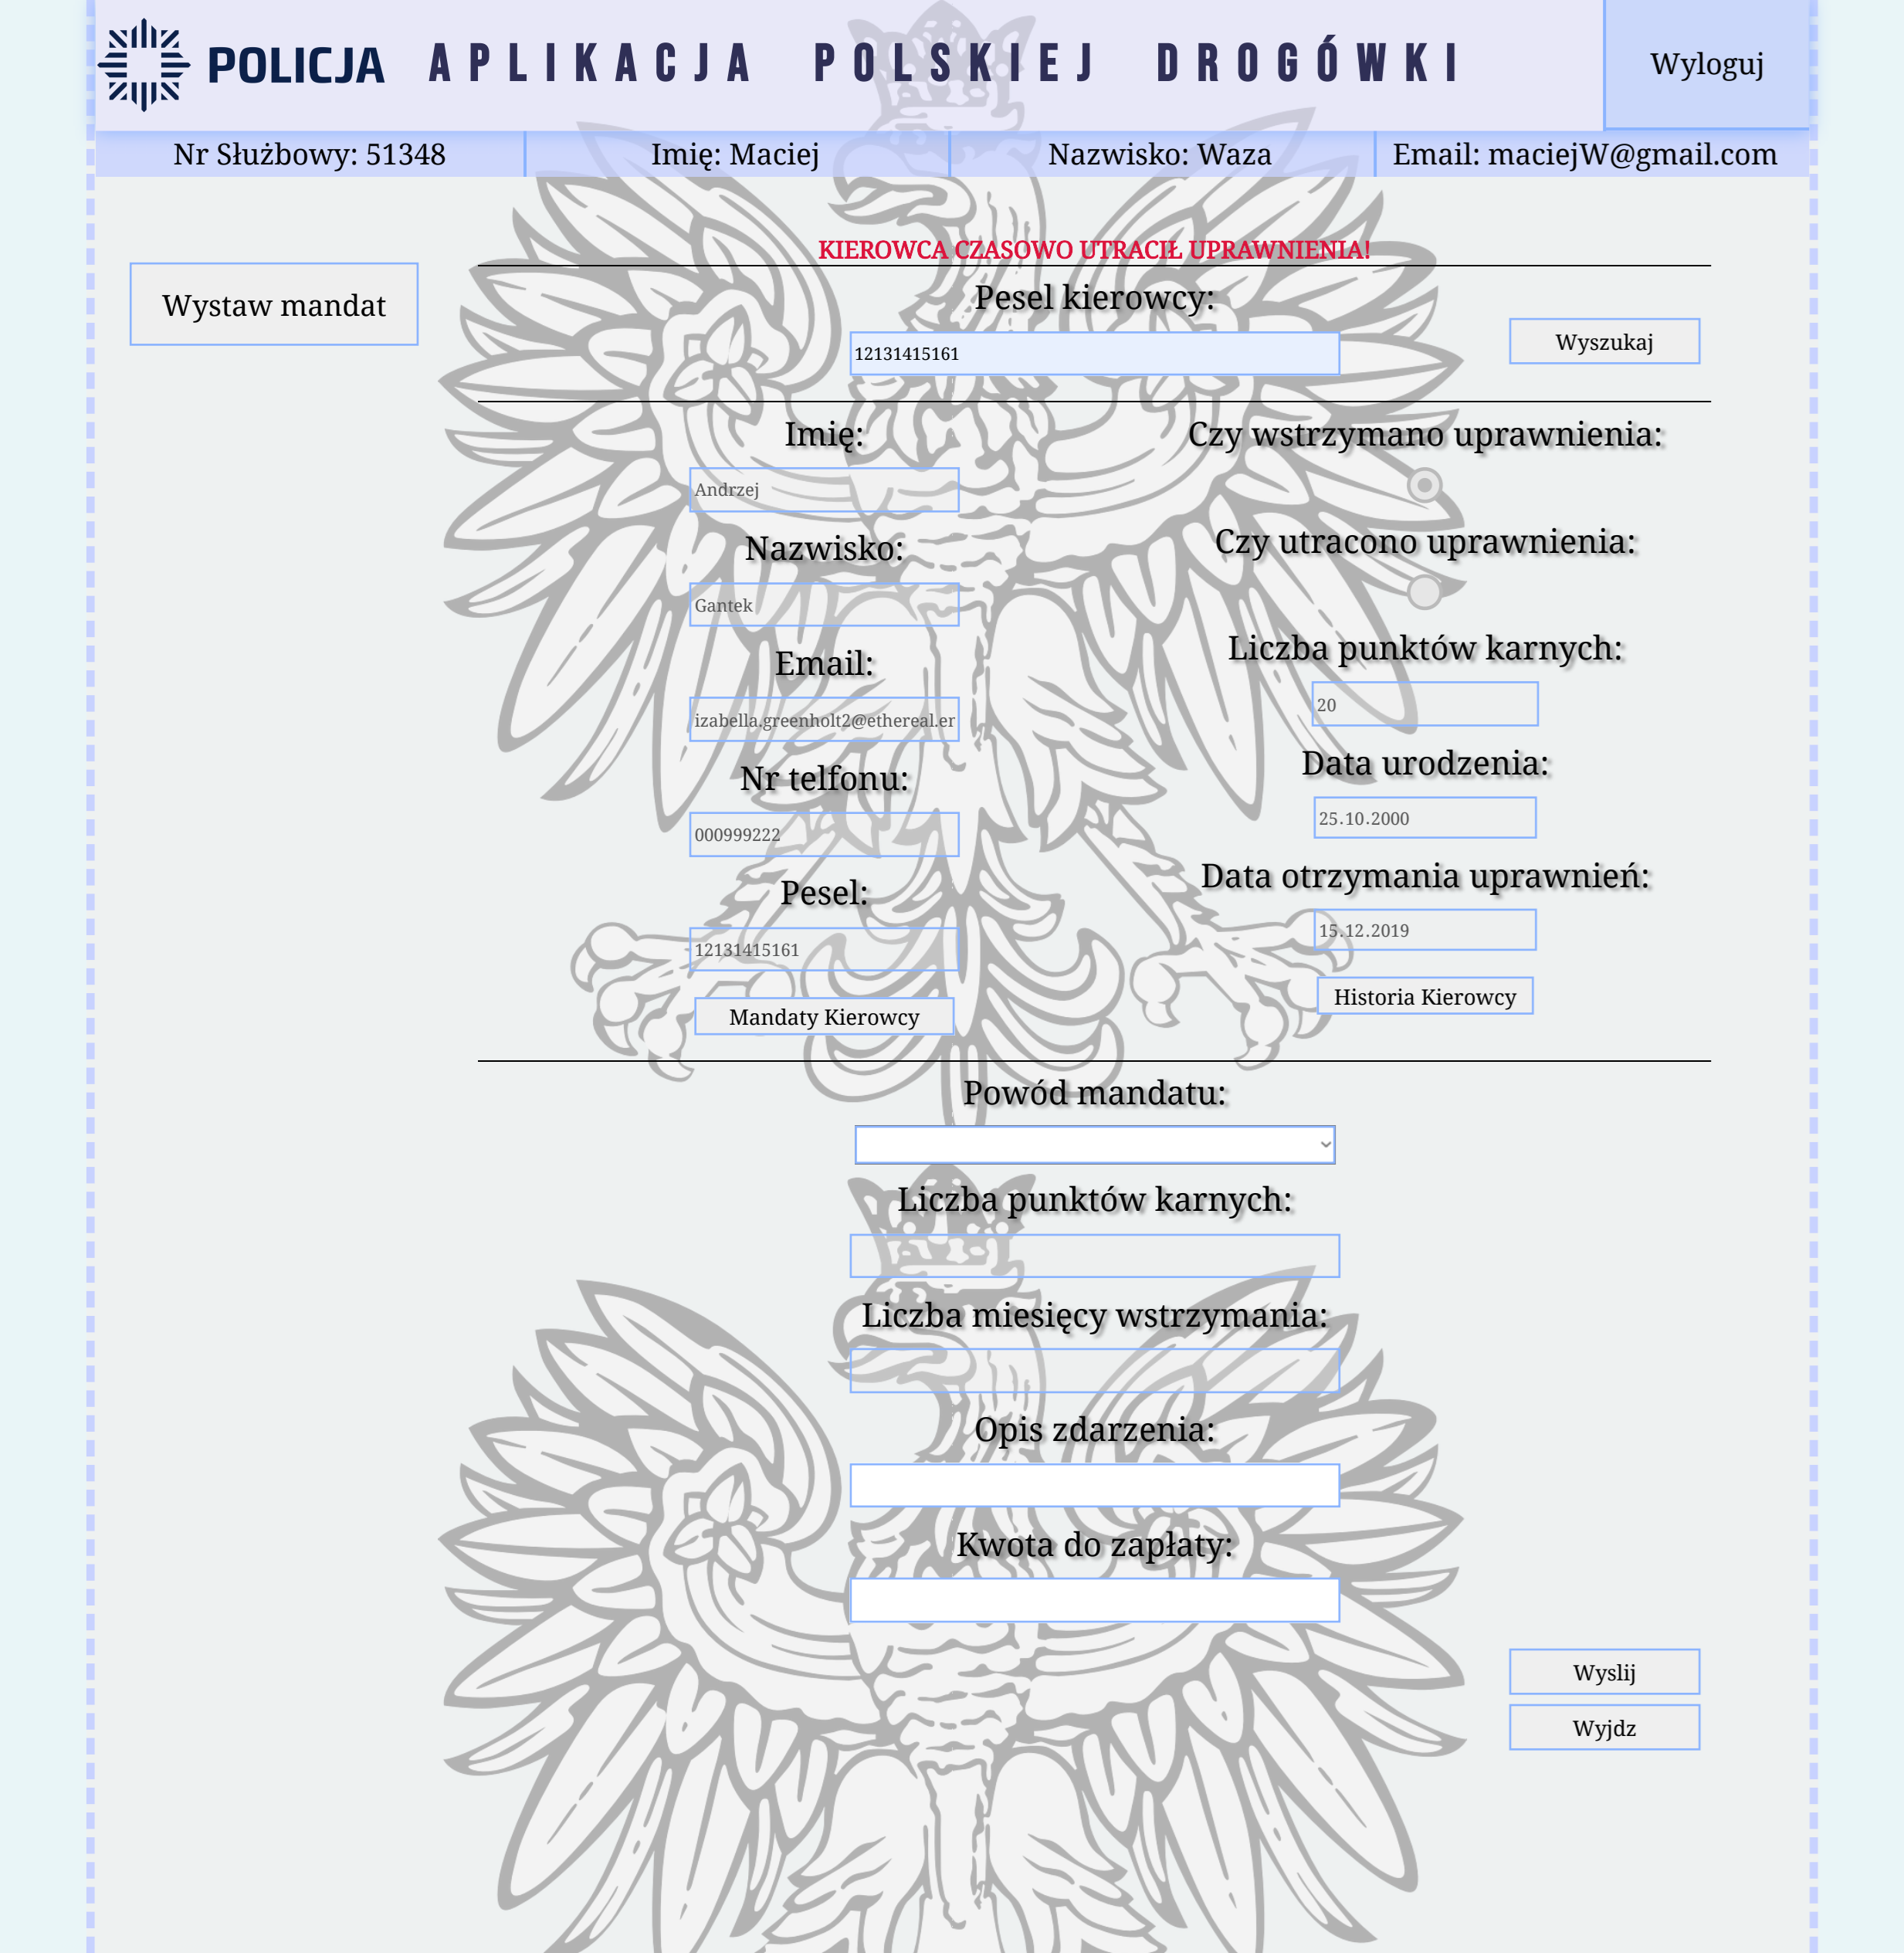 POLICJA APLIKACJA POLSKIEJ DROGÓWKI Wyloguj
Nr Służbowy: 51348 Imię: Maciej Nazwisko: Waza Email: maciejW@gmail.com
KIEROWCA CZASOWO UTRACIŁ UPRAWNIENIA!
Wystaw mandat
Pesel kierowcy:
12131415161
Wyszukaj
Imię:
Andrzej
Nazwisko:
Gantek
Email:
izabella.greenholt2@ethereal.er
Nr telfonu:
000999222
Pesel:
12131415161
Mandaty Kierowcy
Czy wstrzymano uprawnienia:
Czy utracono uprawnienia:
Liczba punktów karnych:
20
Data urodzenia:
25.10.2000
Data otrzymania uprawnień:
15.12.2019
Historia Kierowcy
Powód mandatu:
Liczba punktów karnych:
Liczba miesięcy wstrzymania:
Opis zdarzenia:
Kwota do zapłaty:
Wyslij
Wyjdz